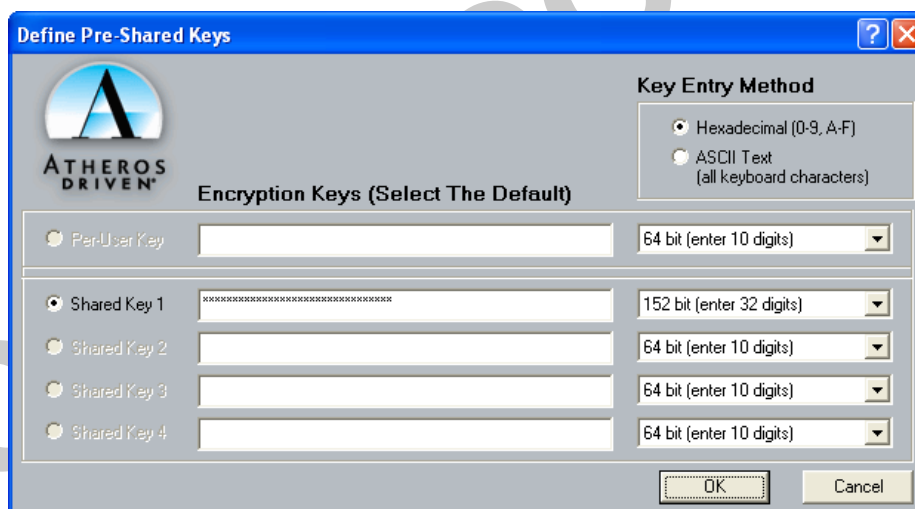 Define Pre-Shared Keys
Key Entry Method
Hexadecimal (0-9, A-F)
ASCII Text
(all keyboard characters)
ATHEROS
DRIVEN
Encryption Keys (Select The Default)
Per-User Key
64 bit (enter 10 digits)
Shared Key 1
152 bit (enter 32 digits)
Shared Key 2
64 bit (enter 10 digits)
Shared Key 3
64 bit (enter 10 digits)
Shared Key 4
64 bit (enter 10 digits)
OK
Cancel